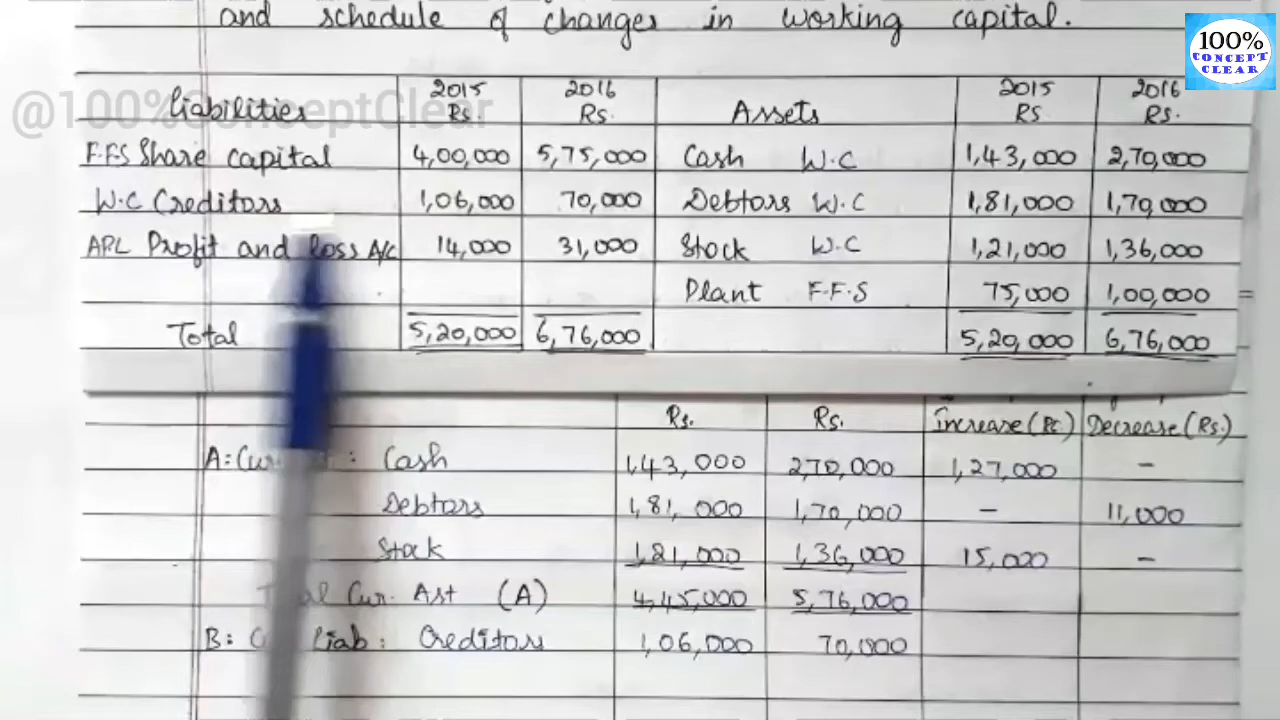 and schedule of changes in working capital.
100%
CONCEPT
CLEAR
@100%ConceptClear
Liabilities 2015 Rs. 2016 Rs. Assets 2015 RS 2016 Rs.
F.F.S Share capital 4,00,000 5,75,000 Cash W.C 1,43,000 2,70,000
W.C Creditors 1,06,000 70,000 Debtors W.C 1,81,000 1,70,000
APL Profit and loss A/c 14,000 31,000 Stock W.C 1,21,000 1,36,000
Plant F.F.S 75,000 1,00,000 =
Total 5,20,000 6,76,000 5,20,000 6,76,000
Rs. Rs. Increase (Rs) Decrease (Rs.)
A: Cur. : Cash 1,43,000 2,70,000 1,27,000 -
Debtors 1,81,000 1,70,000 - 11,000
Stock 1,21,000 1,36,000 15,000 -
Cur. Ast (A) 4,45,000 5,76,000
B: Liab: Creditors 1,06,000 70,000